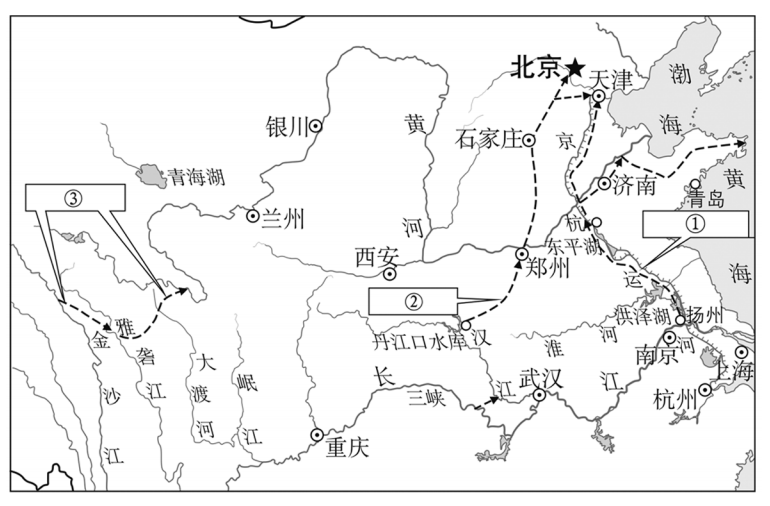 北京
天津
渤
海
银川
黄
河
石家庄
京
青海湖
济南
黄
海
青岛
③
兰州
杭
①
东平湖
西安
郑州
运
②
洪泽湖
扬州
金
沙
江
雅
砻
江
丹江口水库
汉
江
淮
河
南京
河
大
渡
河
岷
江
长
江
三峡
武汉
上海
杭州
重庆